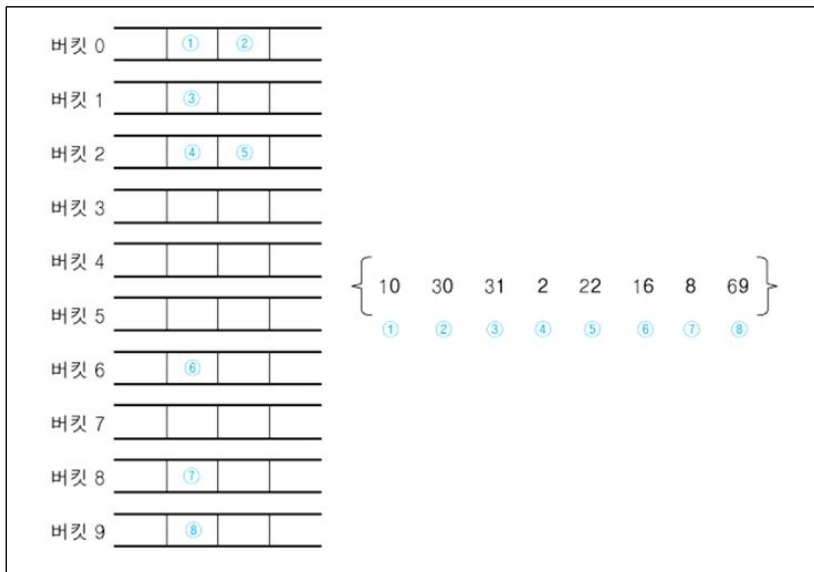 버킷 0 ① ②
버킷 1 ③
버킷 2 ④ ⑤
버킷 3
버킷 4
버킷 5
버킷 6 ⑥
버킷 7
버킷 8 ⑦
버킷 9 ⑧
{ 10 30 31 2 22 16 8 69 }
① ② ③ ④ ⑤ ⑥ ⑦ ⑧